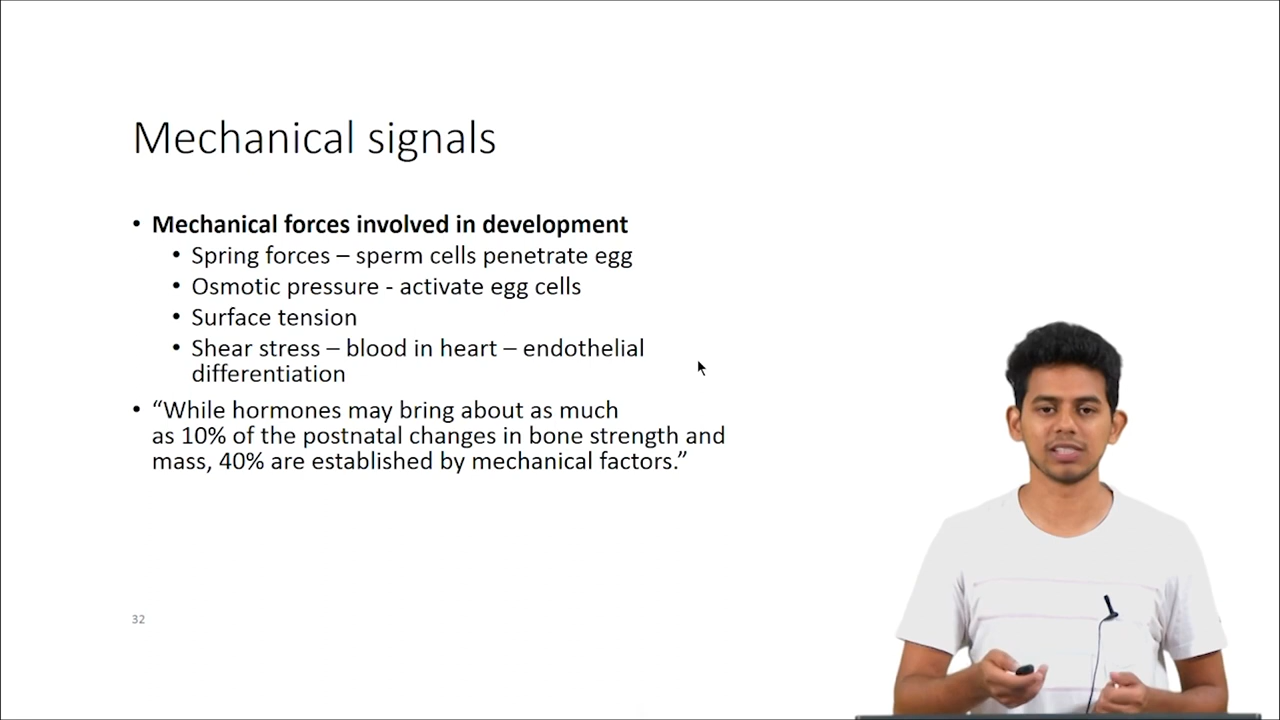 Mechanical signals
• Mechanical forces involved in development
• Spring forces – sperm cells penetrate egg
• Osmotic pressure - activate egg cells
• Surface tension
• Shear stress – blood in heart – endothelial
differentiation
• “While hormones may bring about as much
as 10% of the postnatal changes in bone strength and
mass, 40% are established by mechanical factors.”
32